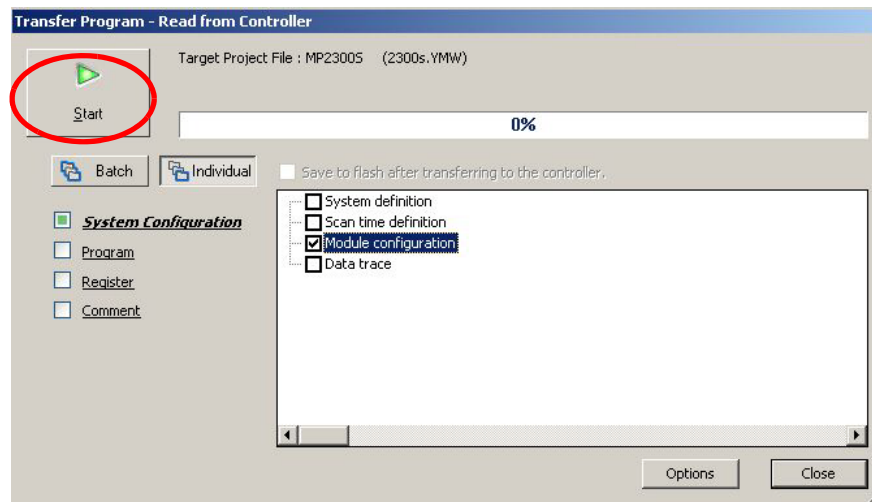 Transfer Program - Read from Controller
Target Project File : MP2300S (2300s.YMW)
Start
0%
Batch
Individual
Save to flash after transferring to the controller.
System Configuration
Program
Register
Comment
System definition
Scan time definition
Module configuration
Data trace
Options
Close